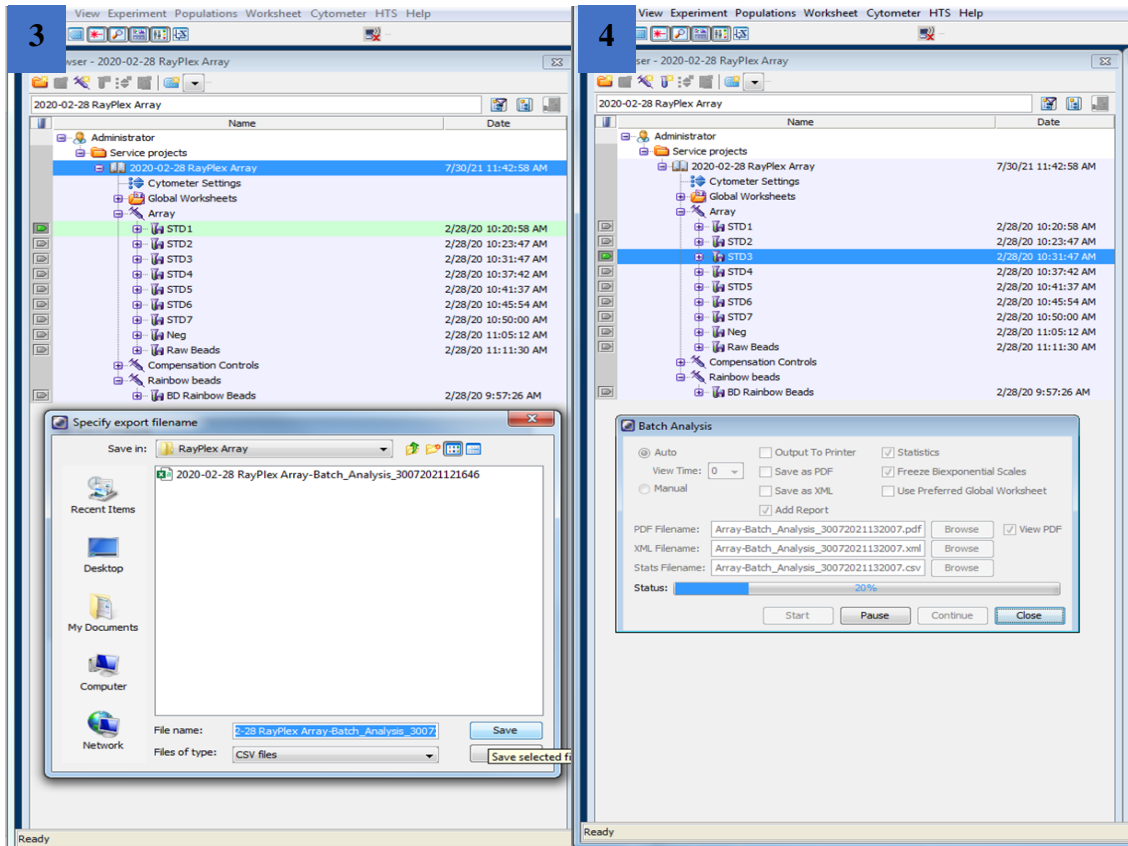 3
View Experiment Populations Worksheet Cytometer HTS Help
wser - 2020-02-28 RayPlex Array
2020-02-28 RayPlex Array
Name Date
Administrator
Service projects
2020-02-28 RayPlex Array 7/30/21 11:42:58 AM
Cytometer Settings
Global Worksheets
Array
STD1 2/28/20 10:20:58 AM
STD2 2/28/20 10:23:47 AM
STD3 2/28/20 10:31:47 AM
STD4 2/28/20 10:37:42 AM
STD5 2/28/20 10:41:37 AM
STD6 2/28/20 10:45:54 AM
STD7 2/28/20 10:50:00 AM
Neg 2/28/20 11:05:12 AM
Raw Beads 2/28/20 11:11:30 AM
Compensation Controls
Rainbow beads
BD Rainbow Beads 2/28/20 9:57:26 AM
Specify export filename
Save in: RayPlex Array
2020-02-28 RayPlex Array-Batch_Analysis_30072021121646
Recent Items
Desktop
My Documents
Computer
Network
File name: 2-28 RayPlex Array-Batch_Analysis_3007 Save
Files of type: CSV files
Save selected fi
Ready
4
View Experiment Populations Worksheet Cytometer HTS Help
ser - 2020-02-28 RayPlex Array
2020-02-28 RayPlex Array
Name Date
Administrator
Service projects
2020-02-28 RayPlex Array 7/30/21 11:42:58 AM
Cytometer Settings
Global Worksheets
Array
STD1 2/28/20 10:20:58 AM
STD2 2/28/20 10:23:47 AM
STD3 2/28/20 10:31:47 AM
STD4 2/28/20 10:37:42 AM
STD5 2/28/20 10:41:37 AM
STD6 2/28/20 10:45:54 AM
STD7 2/28/20 10:50:00 AM
Neg 2/28/20 11:05:12 AM
Raw Beads 2/28/20 11:11:30 AM
Compensation Controls
Rainbow beads
BD Rainbow Beads 2/28/20 9:57:26 AM
Batch Analysis
Auto Output To Printer Statistics
View Time: 0 Save as PDF Freeze Biexponential Scales
Manual Save as XML Use Preferred Global Worksheet
Add Report
PDF Filename: Array-Batch_Analysis_30072021132007.pdf Browse View PDF
XML Filename: Array-Batch_Analysis_30072021132007.xml Browse
Stats Filename: Array-Batch_Analysis_30072021132007.csv Browse
Status: 20%
Start Pause Continue Close
Ready